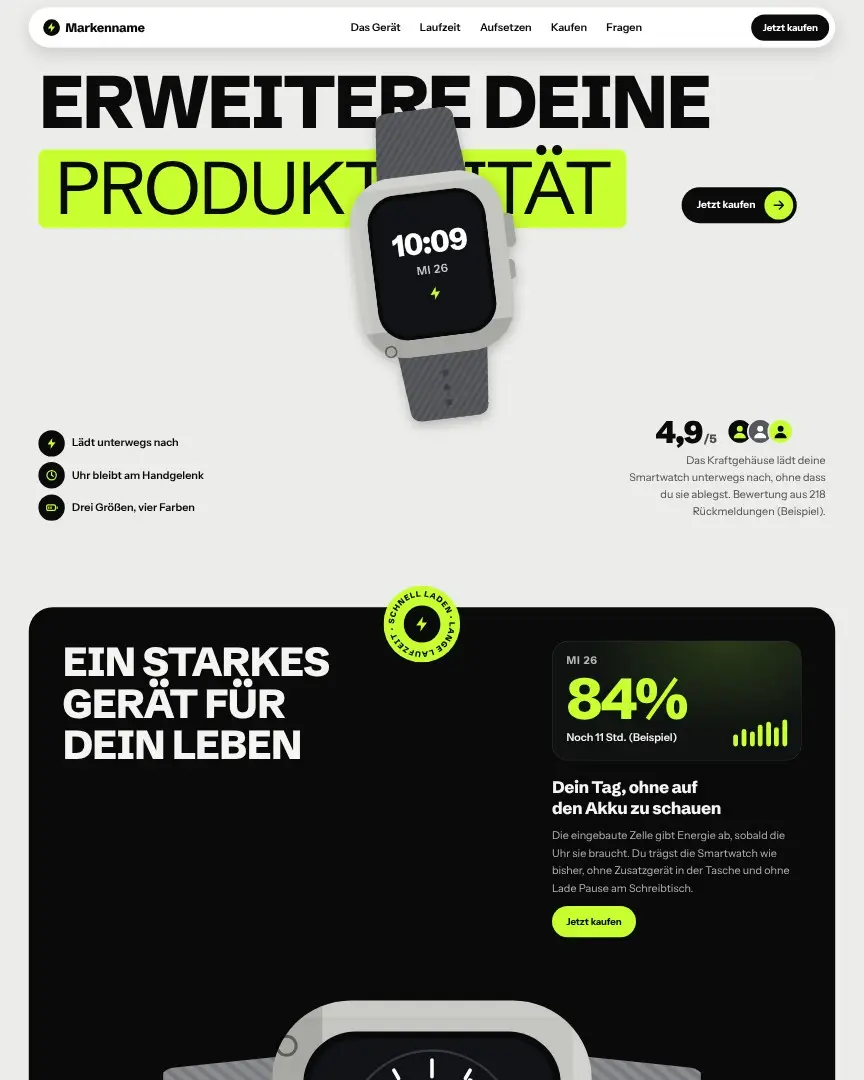 Markenname
Das Gerät
Laufzeit
Aufsetzen
Kaufen
Fragen
Jetzt kaufen
ERWEITERE DEINE
Jetzt kaufen
10:09
MI 26
Lädt unterwegs nach
Uhr bleibt am Handgelenk
Drei Größen, vier Farben
4,9/5
Das Kraftgehäuse lädt deine
Smartwatch unterwegs nach, ohne dass
du sie ablegst. Bewertung aus 218
Rückmeldungen (Beispiel).
SCHNELL LADEN · LANGE LAUFZEIT ·
EIN STARKES
GERÄT FÜR
DEIN LEBEN
MI 26
84%
Noch 11 Std. (Beispiel)
Dein Tag, ohne auf
den Akku zu schauen
Die eingebaute Zelle gibt Energie ab, sobald die
Uhr sie braucht. Du trägst die Smartwatch wie
bisher, ohne Zusatzgerät in der Tasche und ohne
Lade Pause am Schreibtisch.
Jetzt kaufen